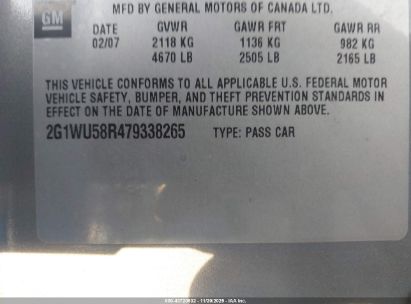 GM
MFD BY GENERAL MOTORS OF CANADA LTD.
DATE GVWR GAWR FRT GAWR RR
02/07 2118 KG 1136 KG 982 KG
4670 LB 2505 LB 2165 LB
THIS VEHICLE CONFORMS TO ALL APPLICABLE U.S. FEDERAL MOTOR
VEHICLE SAFETY, BUMPER, AND THEFT PREVENTION STANDARDS IN
EFFECT ON THE DATE OF MANUFACTURE SHOWN ABOVE.
2G1WU58R479338265 TYPE: PASS CAR